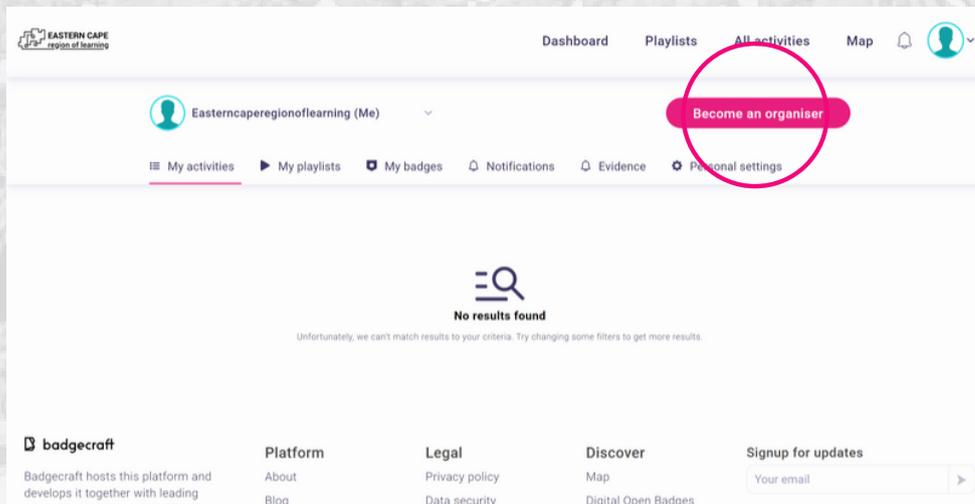 EASTERN CAPE
region of learning
Dashboard Playlists All activities Map
Easterncaperegionoflearning (Me)
Become an organiser
My activities My playlists My badges Notifications Evidence Personal settings
No results found
Unfortunately, we can't match results to your criteria. Try changing some filters to get more results.
badgecraft
Badgecraft hosts this platform and
develops it together with leading
Platform
About
Blog
Legal
Privacy policy
Data security
Discover
Map
Digital Open Badges
Signup for updates
Your email